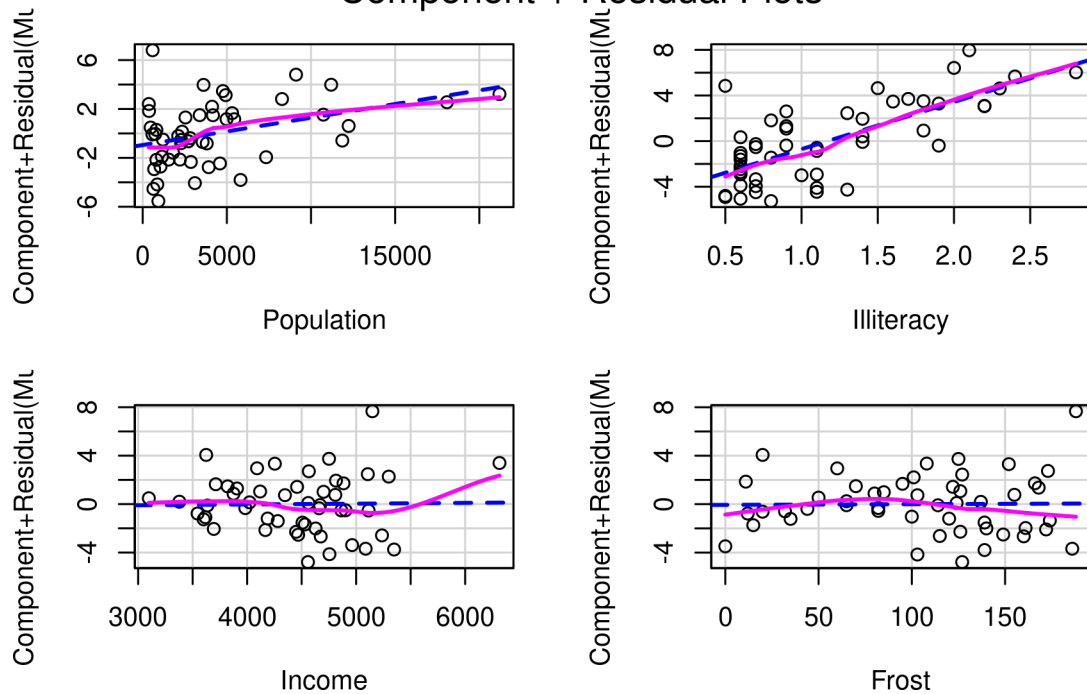 Component + Residual Plots
Component+Residual(Mu
6
2
-2
-6
0 5000 15000
Population
Component+Residual(Mu
8
4
0
-4
0.5 1.0 1.5 2.0 2.5
Illiteracy
Component+Residual(Mu
8
4
0
-4
3000 4000 5000 6000
Income
Component+Residual(Mu
8
4
0
-4
0 50 100 150
Frost